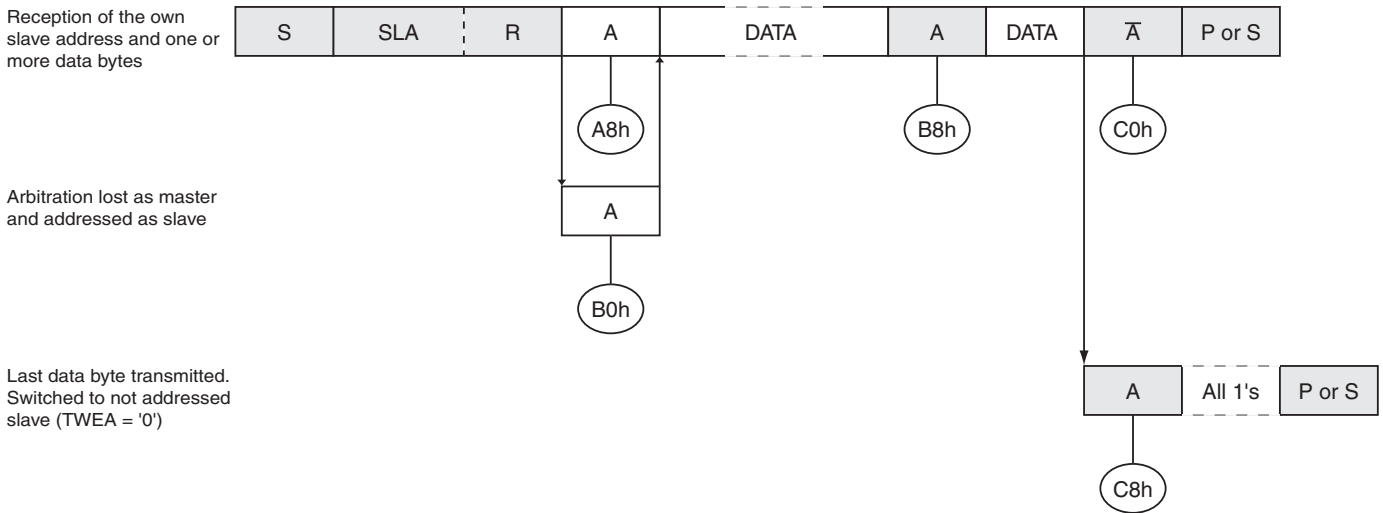 Reception of the own
slave address and one or
more data bytes
S SLA R A DATA A DATA A̅ P or S
A8h B8h C0h
Arbitration lost as master
and addressed as slave
A
B0h
Last data byte transmitted.
Switched to not addressed
slave (TWEA = '0')
A All 1's P or S
C8h